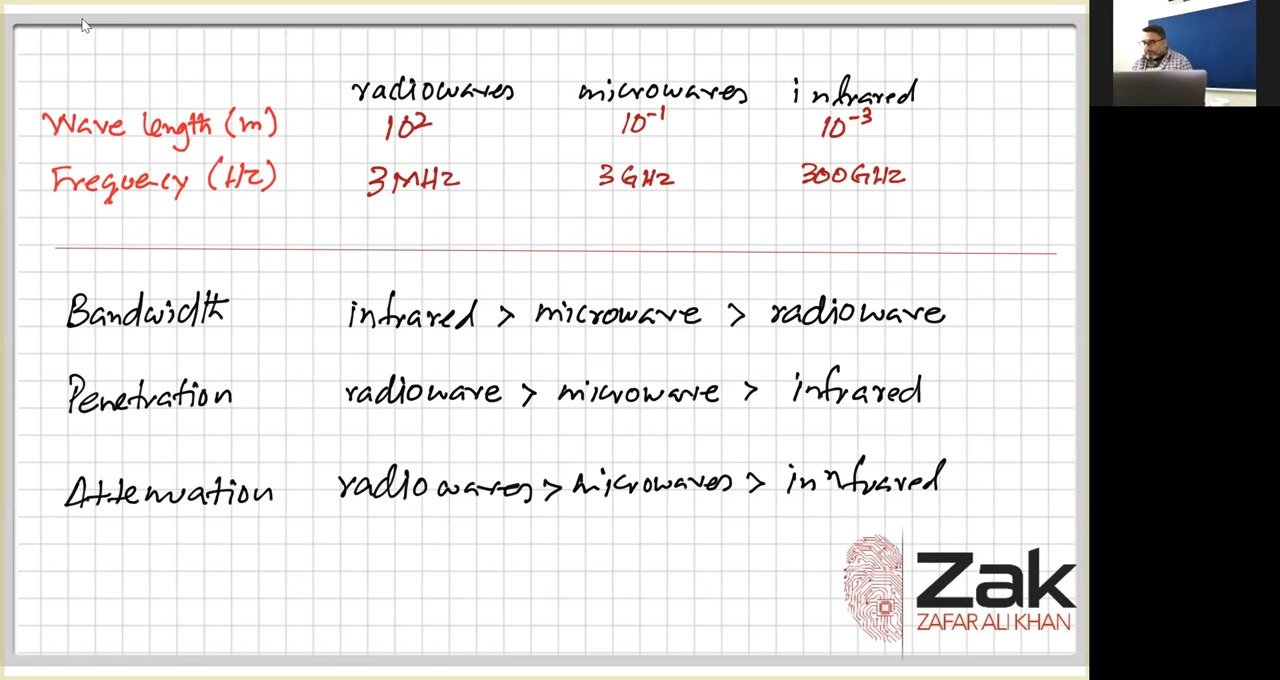 radiowaves microwaves infrared
Wave length (m) 10² 10⁻¹ 10⁻³
Frequency (Hz) 3MHz 3GHz 300GHz
Bandwidth infrared > microwave > radiowave
Penetration radiowave > microwave > infrared
Attenuation radiowaves > microwaves > innfrared
Zak
ZAFAR ALI KHAN